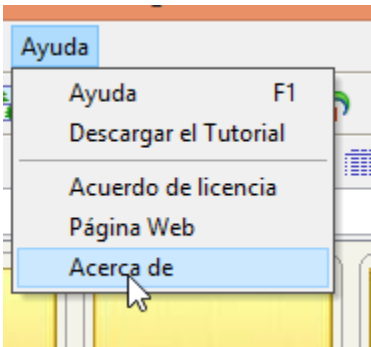 Ayuda
Ayuda F1
Descargar el Tutorial
Acuerdo de licencia
Página Web
Acerca de